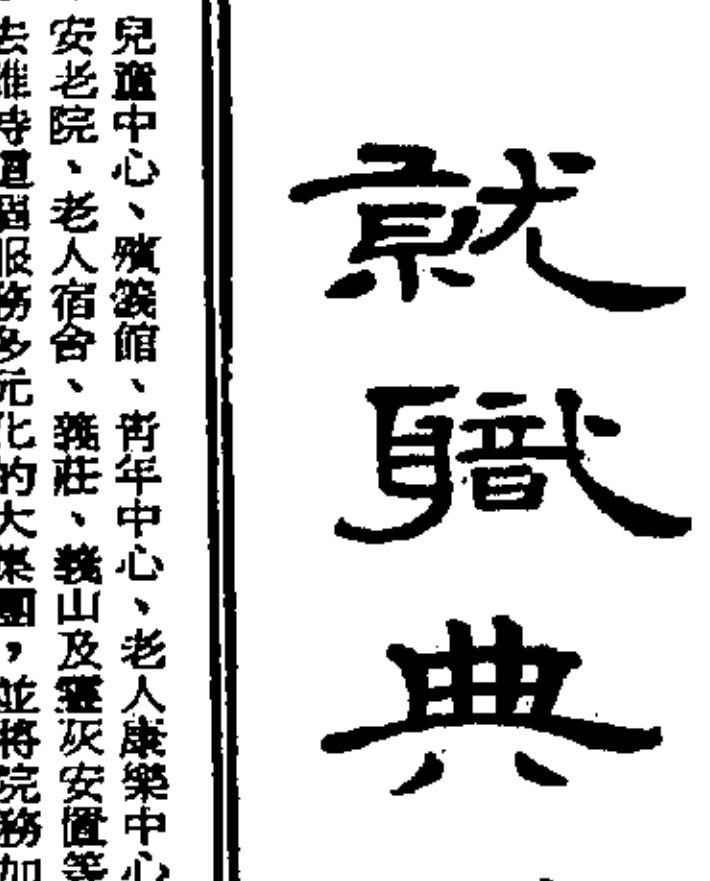 就職典
兒童中心、殯儀館、青年中心、老人康樂中心
安老院、老人宿舍、義莊、義山及靈灰安置等
去維持這個服務多元化的大集團，並將院務加